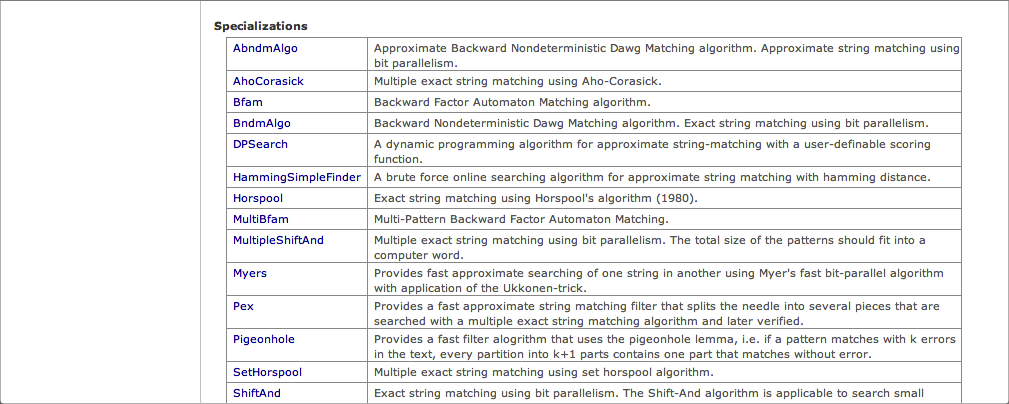 Specializations
AbndmAlgo Approximate Backward Nondeterministic Dawg Matching algorithm. Approximate string matching using
bit parallelism.
AhoCorasick Multiple exact string matching using Aho-Corasick.
Bfam Backward Factor Automaton Matching algorithm.
BndmAlgo Backward Nondeterministic Dawg Matching algorithm. Exact string matching using bit parallelism.
DPSearch A dynamic programming algorithm for approximate string-matching with a user-definable scoring
function.
HammingSimpleFinder A brute force online searching algorithm for approximate string matching with hamming distance.
Horspool Exact string matching using Horspool's algorithm (1980).
MultiBfam Multi-Pattern Backward Factor Automaton Matching.
MultipleShiftAnd Multiple exact string matching using bit parallelism. The total size of the patterns should fit into a
computer word.
Myers Provides fast approximate searching of one string in another using Myer's fast bit-parallel algorithm
with application of the Ukkonen-trick.
Pex Provides a fast approximate string matching filter that splits the needle into several pieces that are
searched with a multiple exact string matching algorithm and later verified.
Pigeonhole Provides a fast filter alogrithm that uses the pigeonhole lemma, i.e. if a pattern matches with k errors
in the text, every partition into k+1 parts contains one part that matches without error.
SetHorspool Multiple exact string matching using set horspool algorithm.
ShiftAnd Exact string matching using bit parallelism. The Shift-And algorithm is applicable to search small